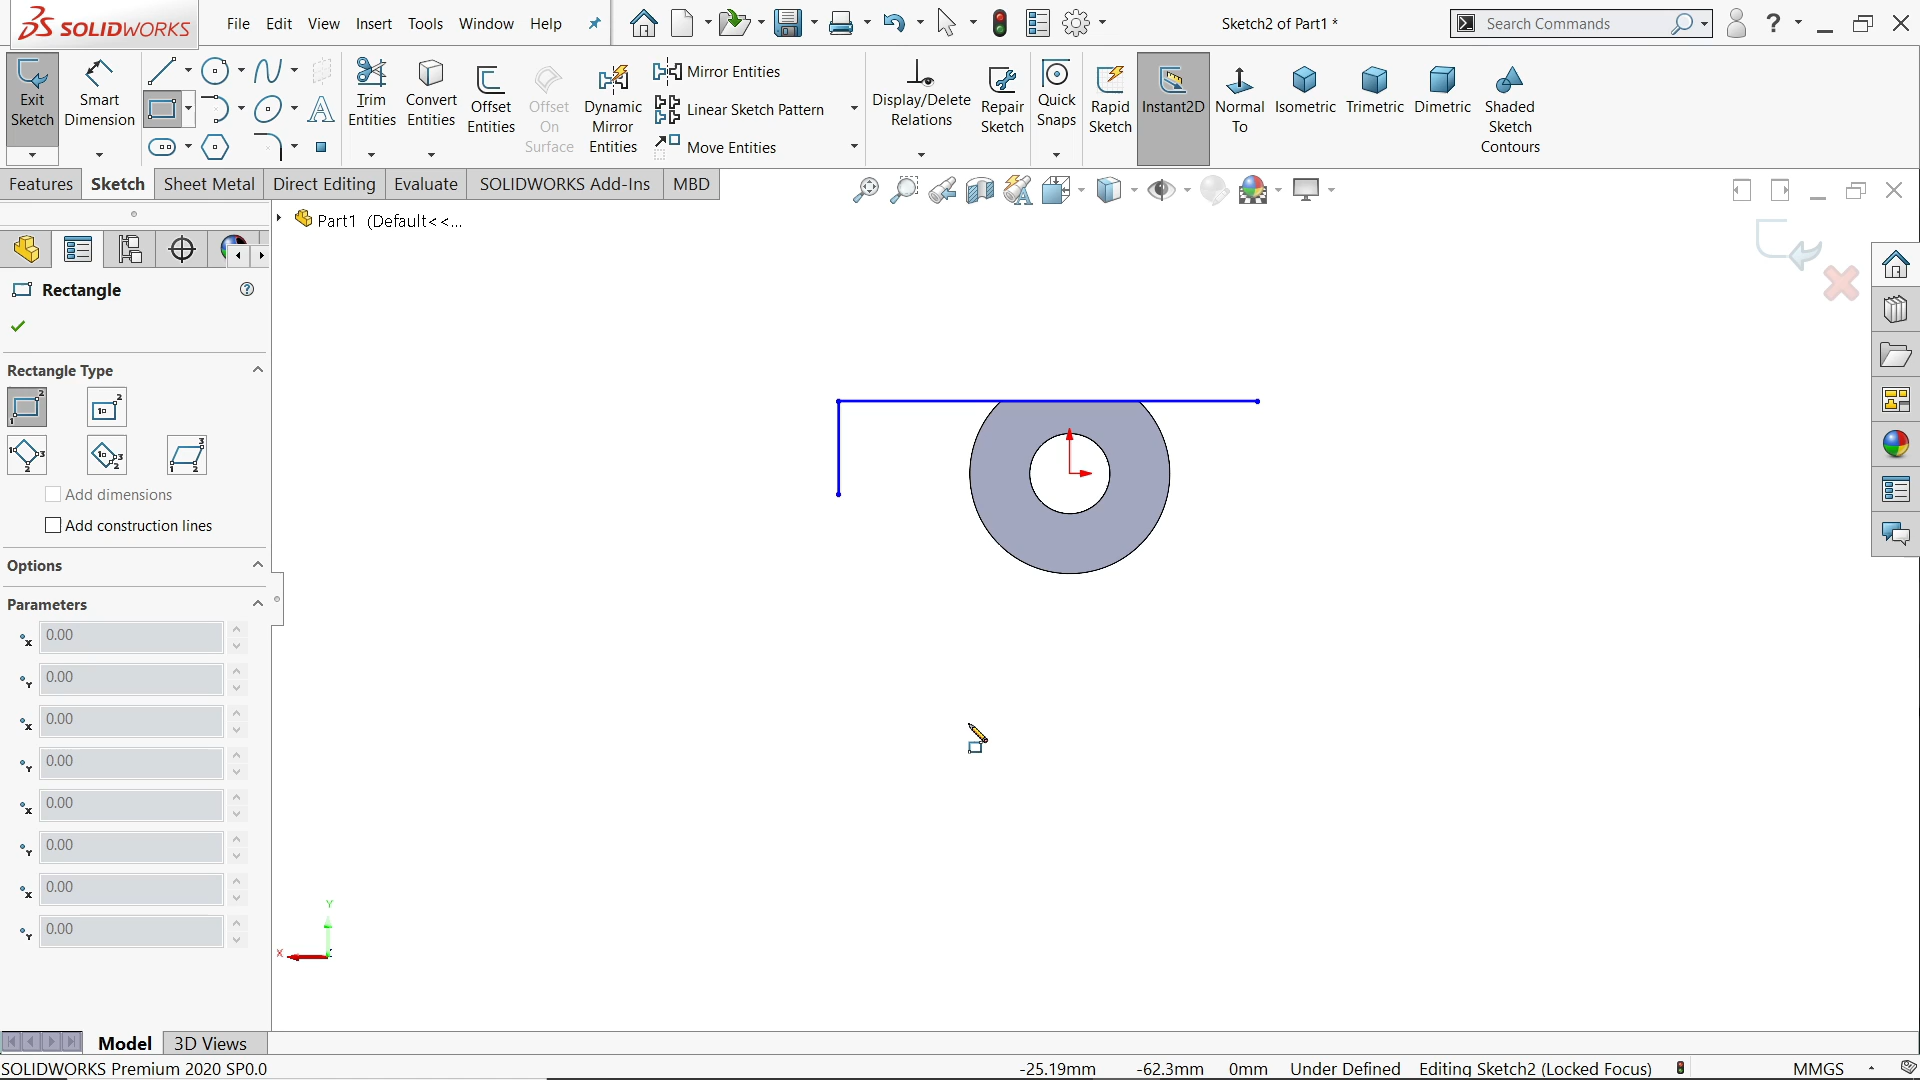 SOLIDWORKS
File Edit View Insert Tools Window Help
Sketch2 of Part1 *
Search Commands
?
Exit Sketch
Smart Dimension
Trim Entities
Convert Entities
Offset Entities
Offset On Surface
Dynamic Mirror Entities
Mirror Entities
Linear Sketch Pattern
Move Entities
Display/Delete Relations
Repair Sketch
Quick Snaps
Rapid Sketch
Instant2D
Normal To
Isometric
Trimetric
Dimetric
Shaded Sketch Contours
Features Sketch Sheet Metal Direct Editing Evaluate SOLIDWORKS Add-Ins MBD
Part1 (Default<<...
Rectangle
Rectangle Type
Add dimensions
Add construction lines
Options
Parameters
x 0.00
Y 0.00
x 0.00
Y 0.00
x 0.00
Y 0.00
x 0.00
Y 0.00
Y
X
Model 3D Views
SOLIDWORKS Premium 2020 SP0.0 -25.19mm -62.3mm 0mm Under Defined Editing Sketch2 (Locked Focus) MMGS